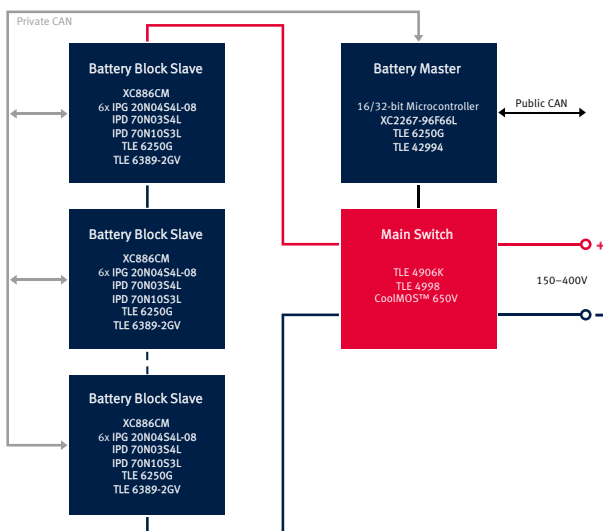 Private CAN
Battery Block Slave
XC886CM
6x IPG 20N04S4L-08
IPD 70N03S4L
IPD 70N10S3L
TLE 6250G
TLE 6389-2GV
Battery Master
16/32-bit Microcontroller
XC2267-96F66L
TLE 6250G
TLE 42994
Public CAN
Battery Block Slave
XC886CM
6x IPG 20N04S4L-08
IPD 70N03S4L
IPD 70N10S3L
TLE 6250G
TLE 6389-2GV
Main Switch
TLE 4906K
TLE 4998
CoolMOS™ 650V
+
150–400V
–
Battery Block Slave
XC886CM
6x IPG 20N04S4L-08
IPD 70N03S4L
IPD 70N10S3L
TLE 6250G
TLE 6389-2GV